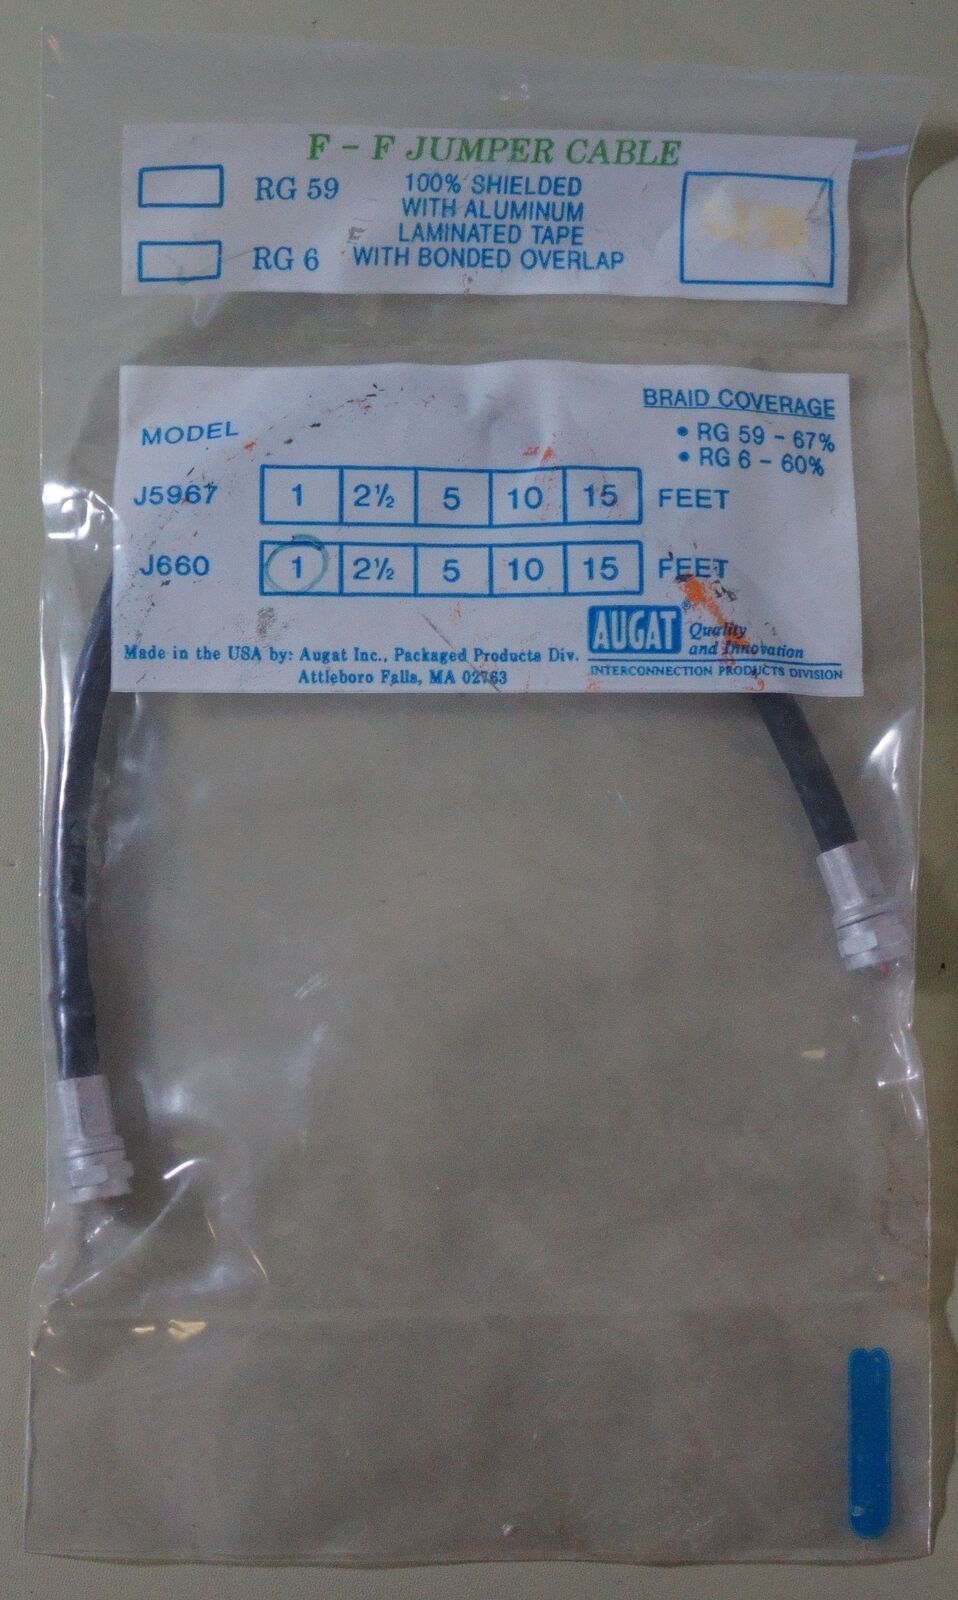 F - F JUMPER CABLE
RG 59
100% SHIELDED
WITH ALUMINUM
LAMINATED TAPE
WITH BONDED OVERLAP
RG 6
BRAID COVERAGE
• RG 59 - 67%
• RG 6 - 60%
MODEL
J5967 1 2½ 5 10 15 FEET
J660 1 2½ 5 10 15 FEET
AUGAT® Quality
and Innovation
INTERCONNECTION PRODUCTS DIVISION
Made in the USA by: Augat Inc., Packaged Products Div.
Attleboro Falls, MA 02763